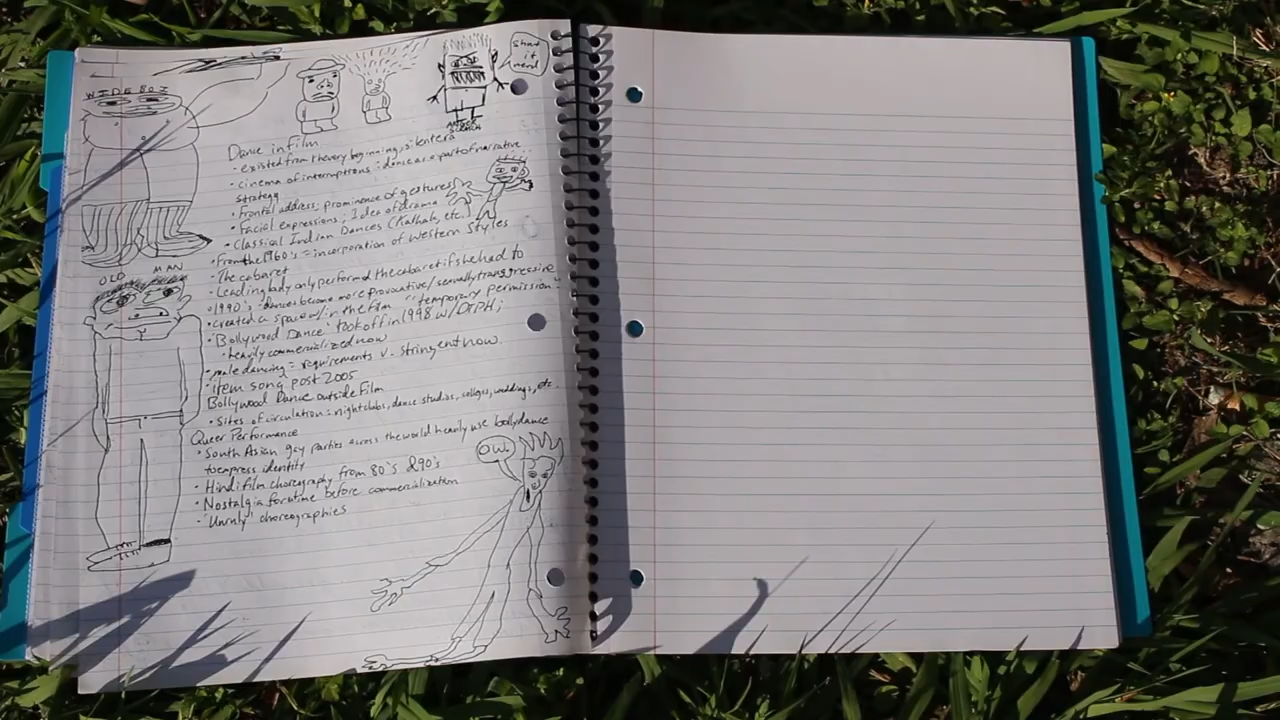 WIDE BOI
OLD MAN
Shut it nerd
Dance in film
- existed from the very beginning, silent era
- cinema of interruptions: dance as a part of narrative
strategy
• frontal address; prominence of gestures
• Facial expressions; Idea of drama
- Classical Indian Dances (Kathak, etc.)
• From the 1960's = incorporation of Western Styles
- The cabaret
- Leading lady only performed the cabaret if she had to
• 1990's - dances become more provocative/sexually transgressive
• created a space w/in the film "temporary permission"
• "Bollywood Dance" took off in 1998 w/ DTPH;
• heavily commercialized now
• male dancing = requirements v. stringent now.
• item song post 2005
Bollywood Dance outside Film
• Sites of circulation: nightclubs, dance studios, colleges, weddings, etc.
Queer Performance
• South Asian gay parties across the world heavily use bollydance
to express identity
• Hindi film choreography from 80's & 90's
• Nostalgia for time before commercialization
- "Unruly" choreographies
OW.